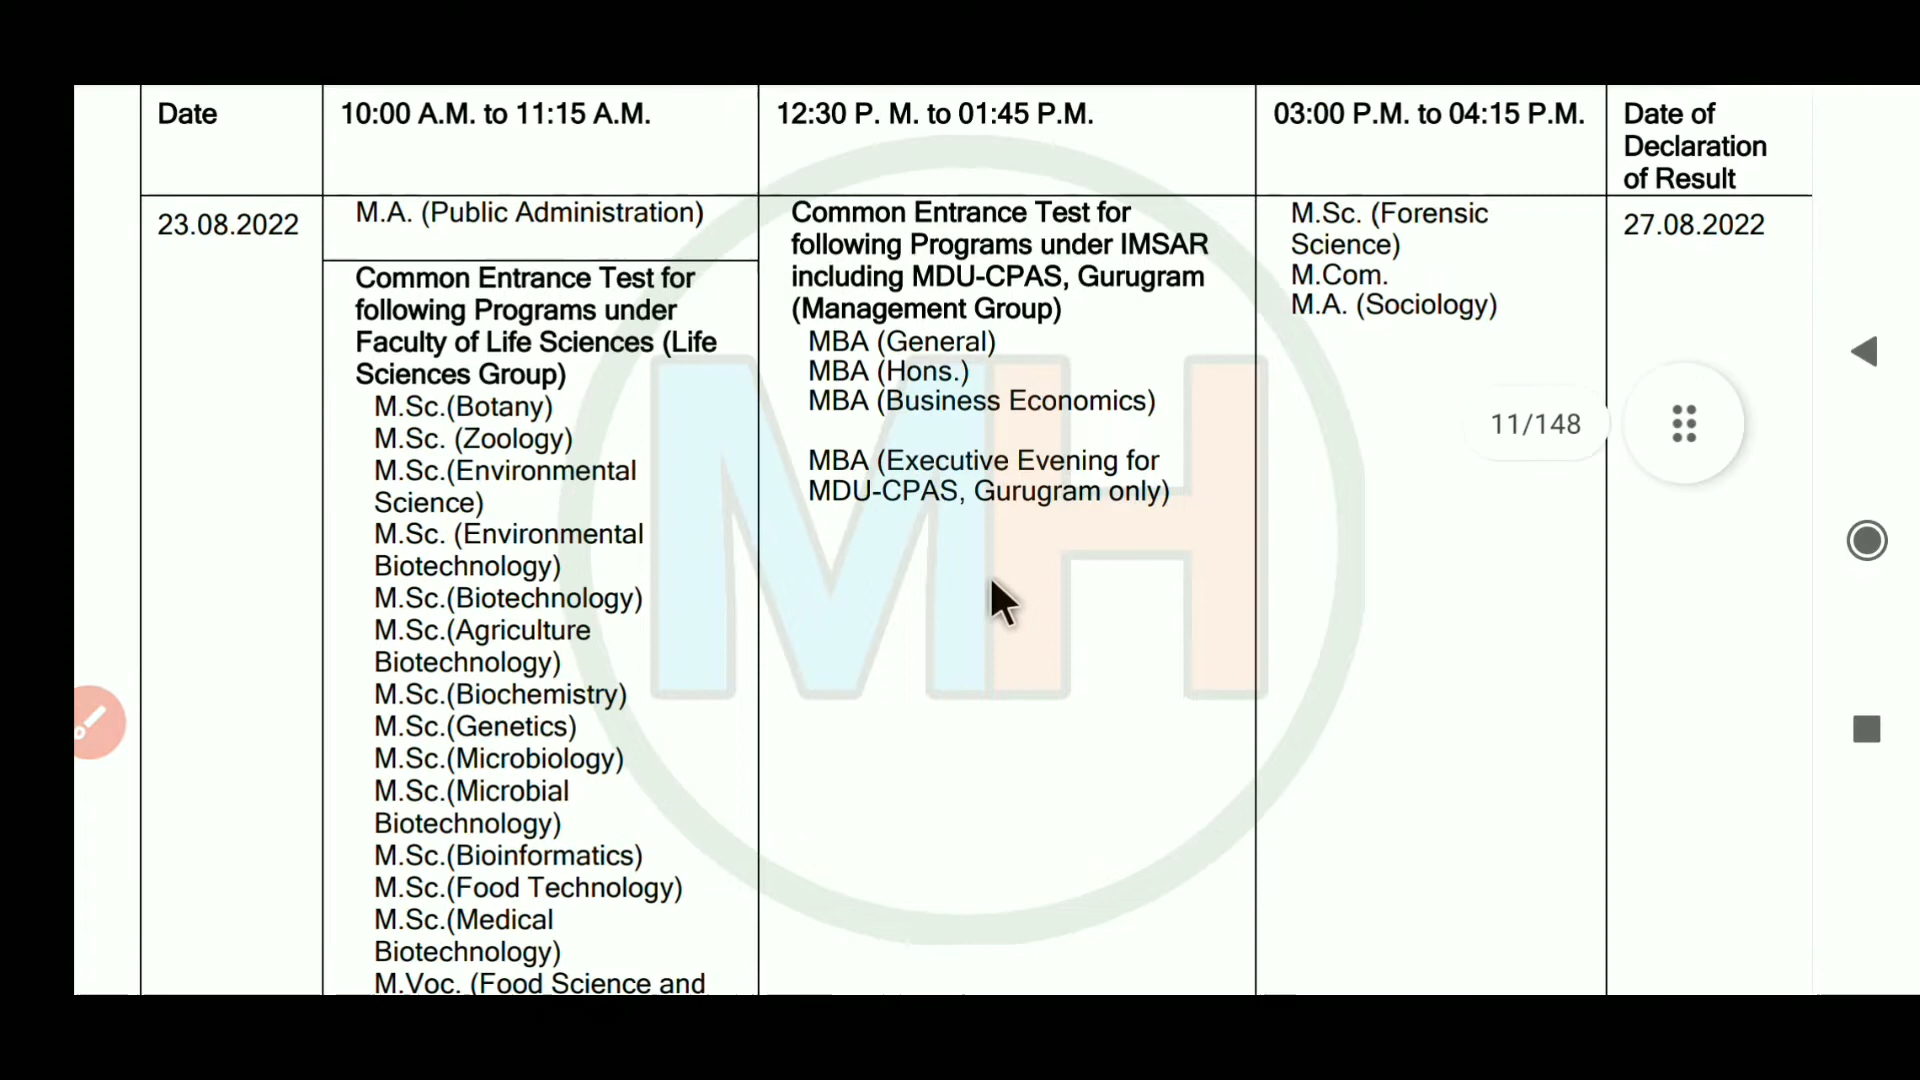 Date
10:00 A.M. to 11:15 A.M.
12:30 P. M. to 01:45 P.M.
03:00 P.M. to 04:15 P.M.
Date of
Declaration
of Result
23.08.2022
M.A. (Public Administration)
Common Entrance Test for
following Programs under
Faculty of Life Sciences (Life
Sciences Group)
M.Sc.(Botany)
M.Sc. (Zoology)
M.Sc.(Environmental
Science)
M.Sc. (Environmental
Biotechnology)
M.Sc.(Biotechnology)
M.Sc.(Agriculture
Biotechnology)
M.Sc.(Biochemistry)
M.Sc.(Genetics)
M.Sc.(Microbiology)
M.Sc.(Microbial
Biotechnology)
M.Sc.(Bioinformatics)
M.Sc.(Food Technology)
M.Sc.(Medical
Biotechnology)
M.Voc. (Food Science and
Common Entrance Test for
following Programs under IMSAR
including MDU-CPAS, Gurugram
(Management Group)
MBA (General)
MBA (Hons.)
MBA (Business Economics)
MBA (Executive Evening for
MDU-CPAS, Gurugram only)
M.Sc. (Forensic
Science)
M.Com.
M.A. (Sociology)
27.08.2022
11/148
MH